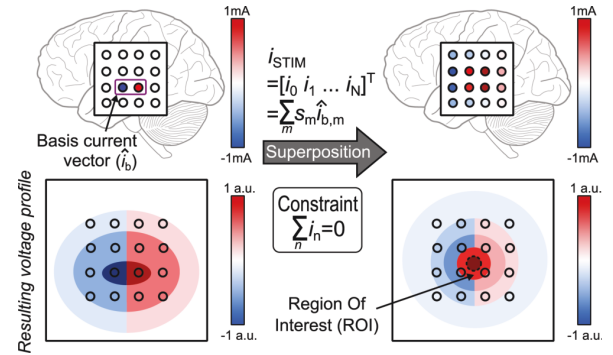 1mA
-1mA
Basis current
vector (î_b)
i_STIM
=[i_0 i_1 ... i_N]^T
=∑_m s_m î_b,m
Superposition
1mA
-1mA
Resulting voltage profile
1 a.u.
-1 a.u.
Constraint
∑_n i_n=0
Region Of
Interest (ROI)
1 a.u.
-1 a.u.